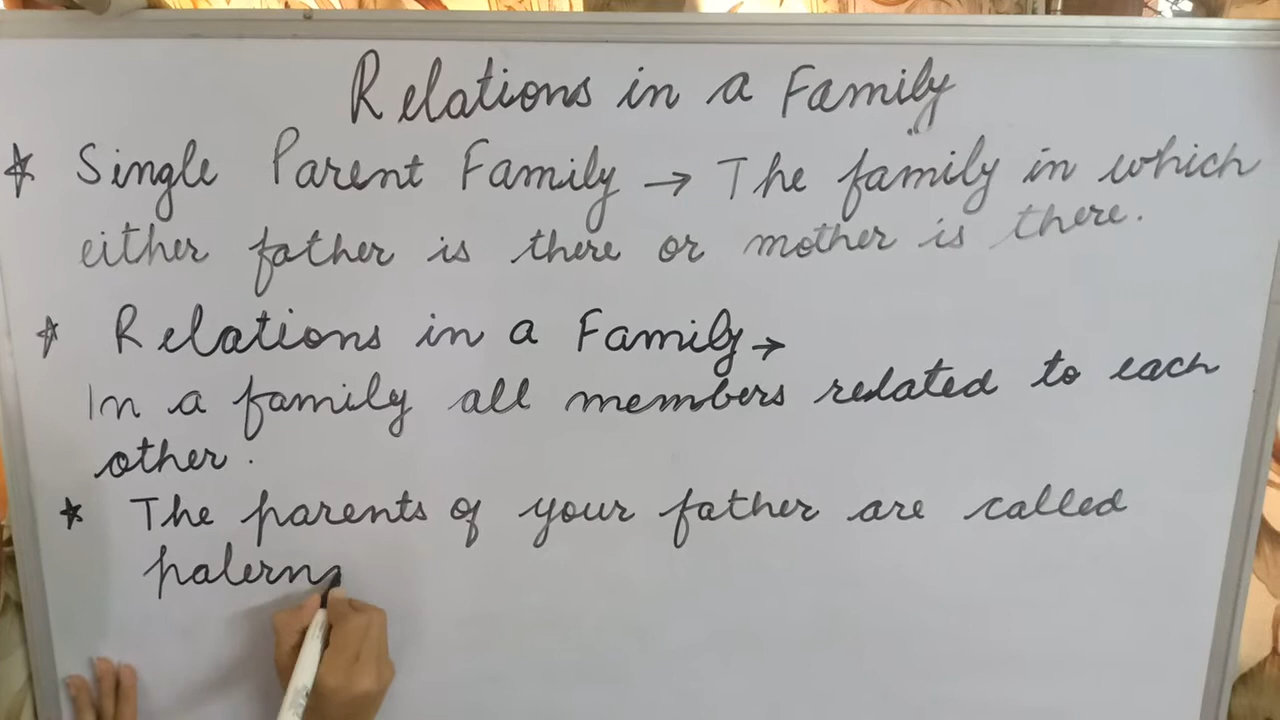 Relations in a Family
* Single Parent Family → The family in which
either father is there or mother is there.
* Relations in a Family →
In a family all members related to each
other.
* The parents of your father are called